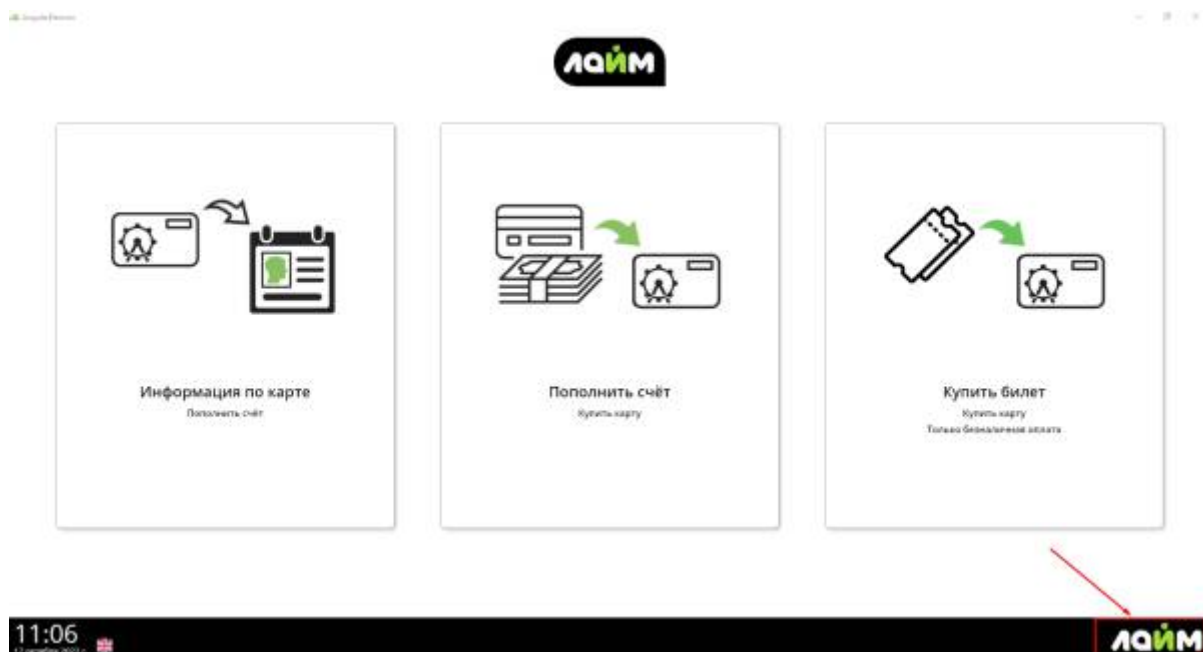 лайм
Информация по карте
Пополнить счёт
Пополнить счёт
Купить карту
Купить билет
Купить карту
Только безналичная оплата
11:06
лайм